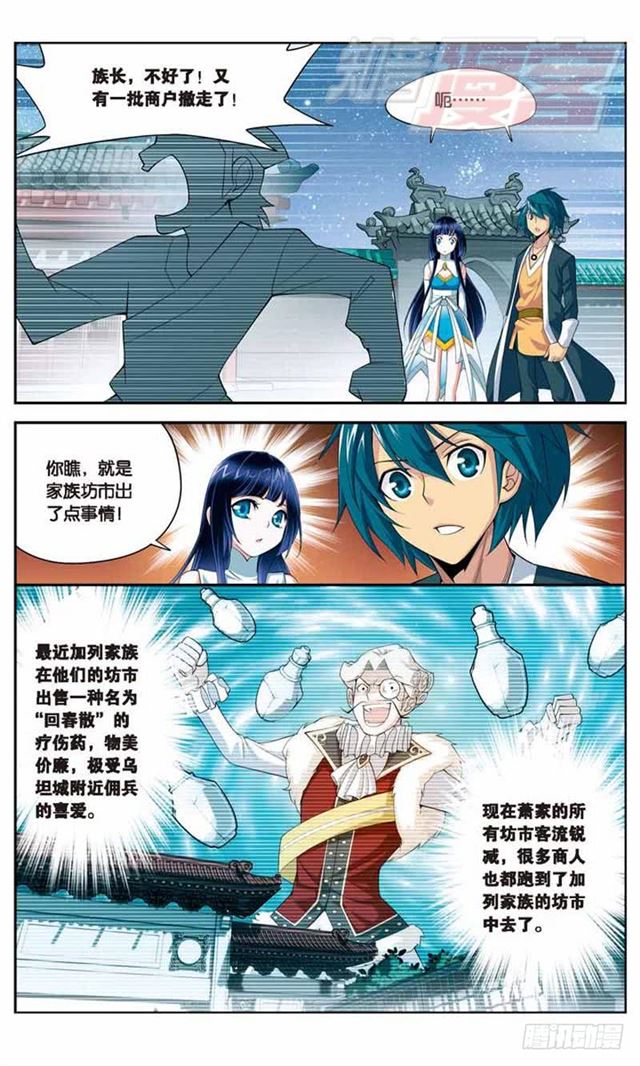 族长，不好了！又
有一批商户撤走了！
呃……
知音漫客
你瞧，就是
家族坊市出
了点事情！
最近加列家族
在他们的坊市
出售一种名为
“回春散”的
疗伤药，物美
价廉，极受乌
坦城附近佣兵
的喜爱。
现在萧家的所
有坊市客流锐
减，很多商人
也都跑到了加
列家族的坊市
中去了。
腾讯动漫